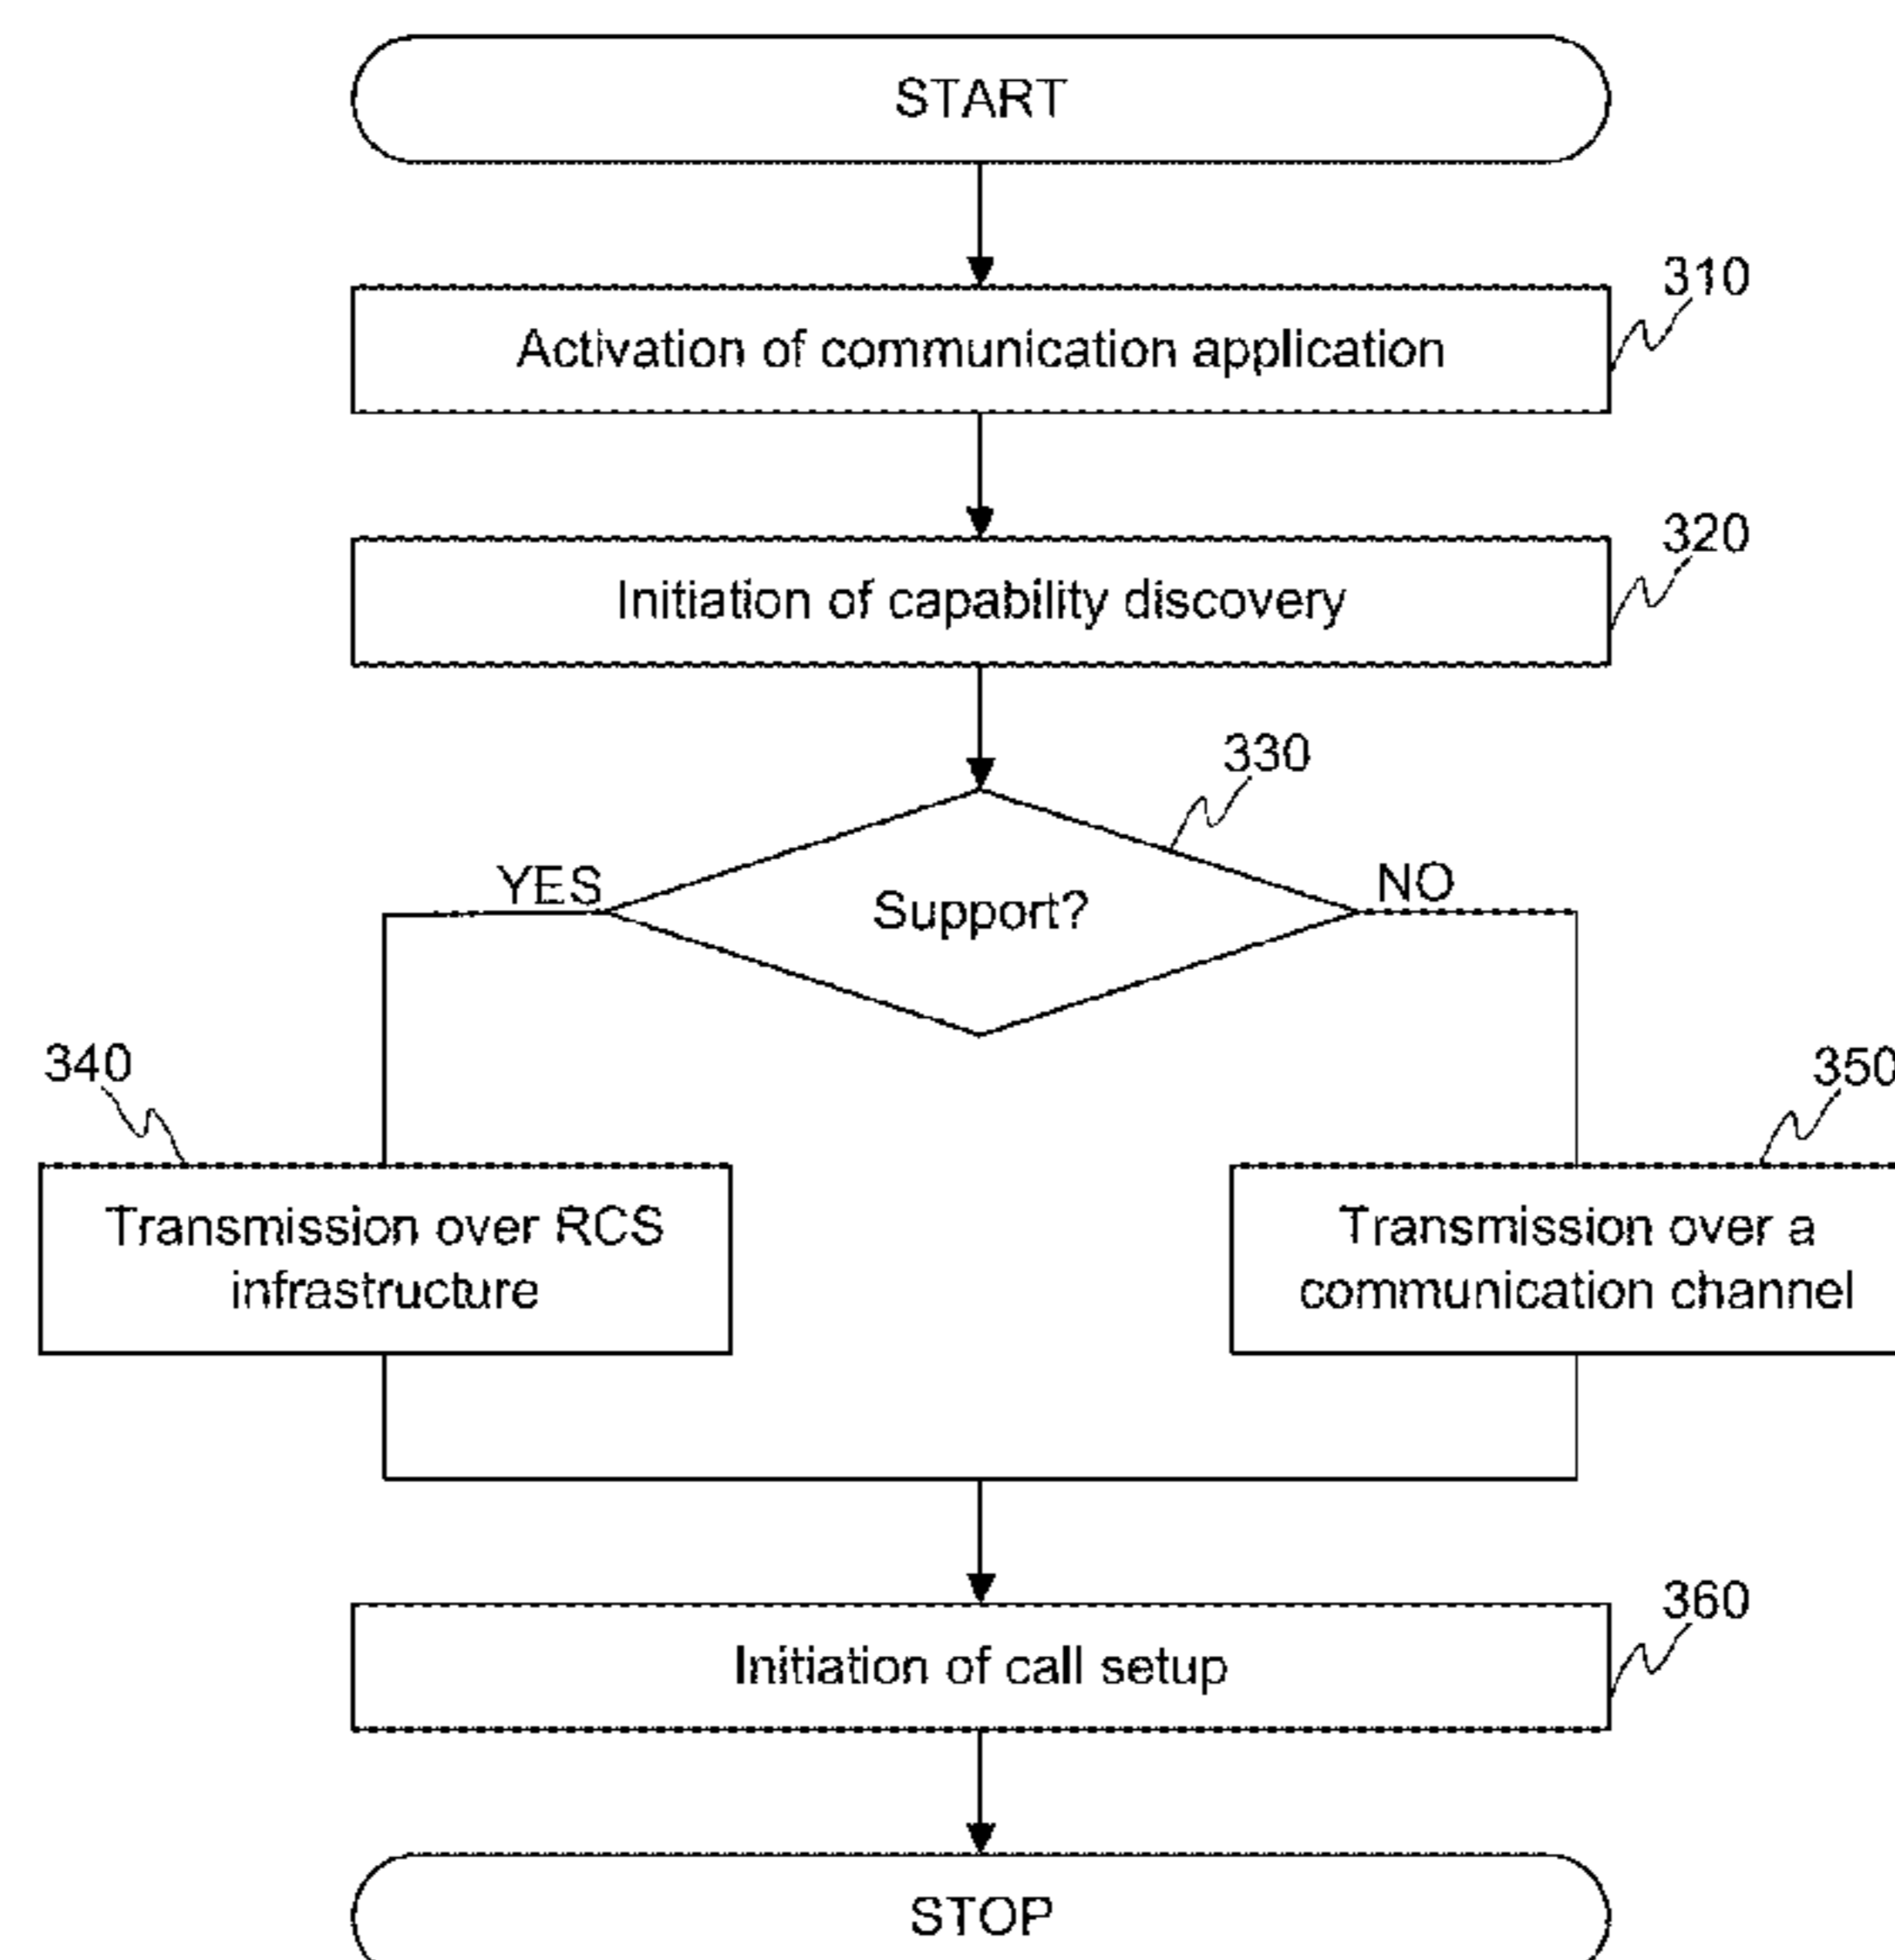 START
310
Activation of communication application
320
Initiation of capability discovery
330
YES
NO
Support?
340
350
Transmission over RCS
infrastructure
Transmission over a
communication channel
360
Initiation of call setup
STOP